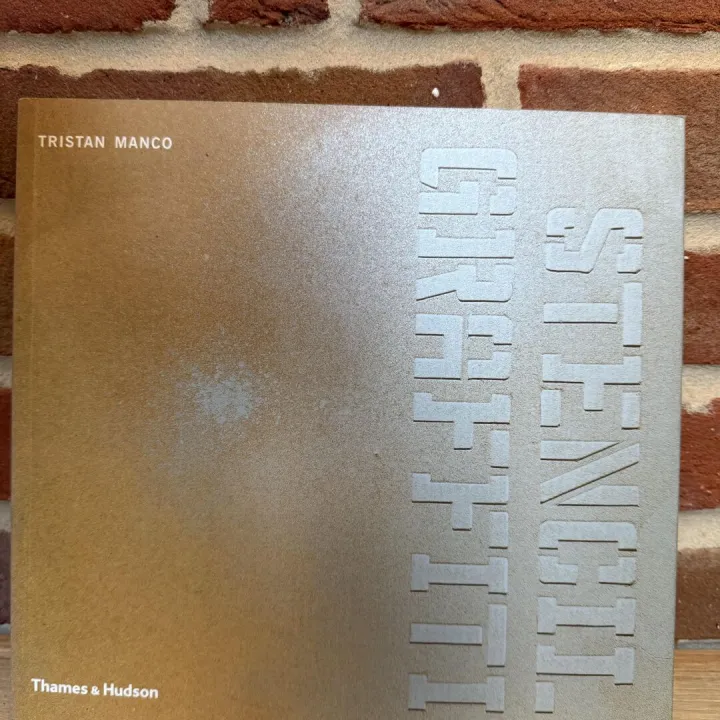 TRISTAN MANCO
STENCIL
GRAFFITI
Thames & Hudson